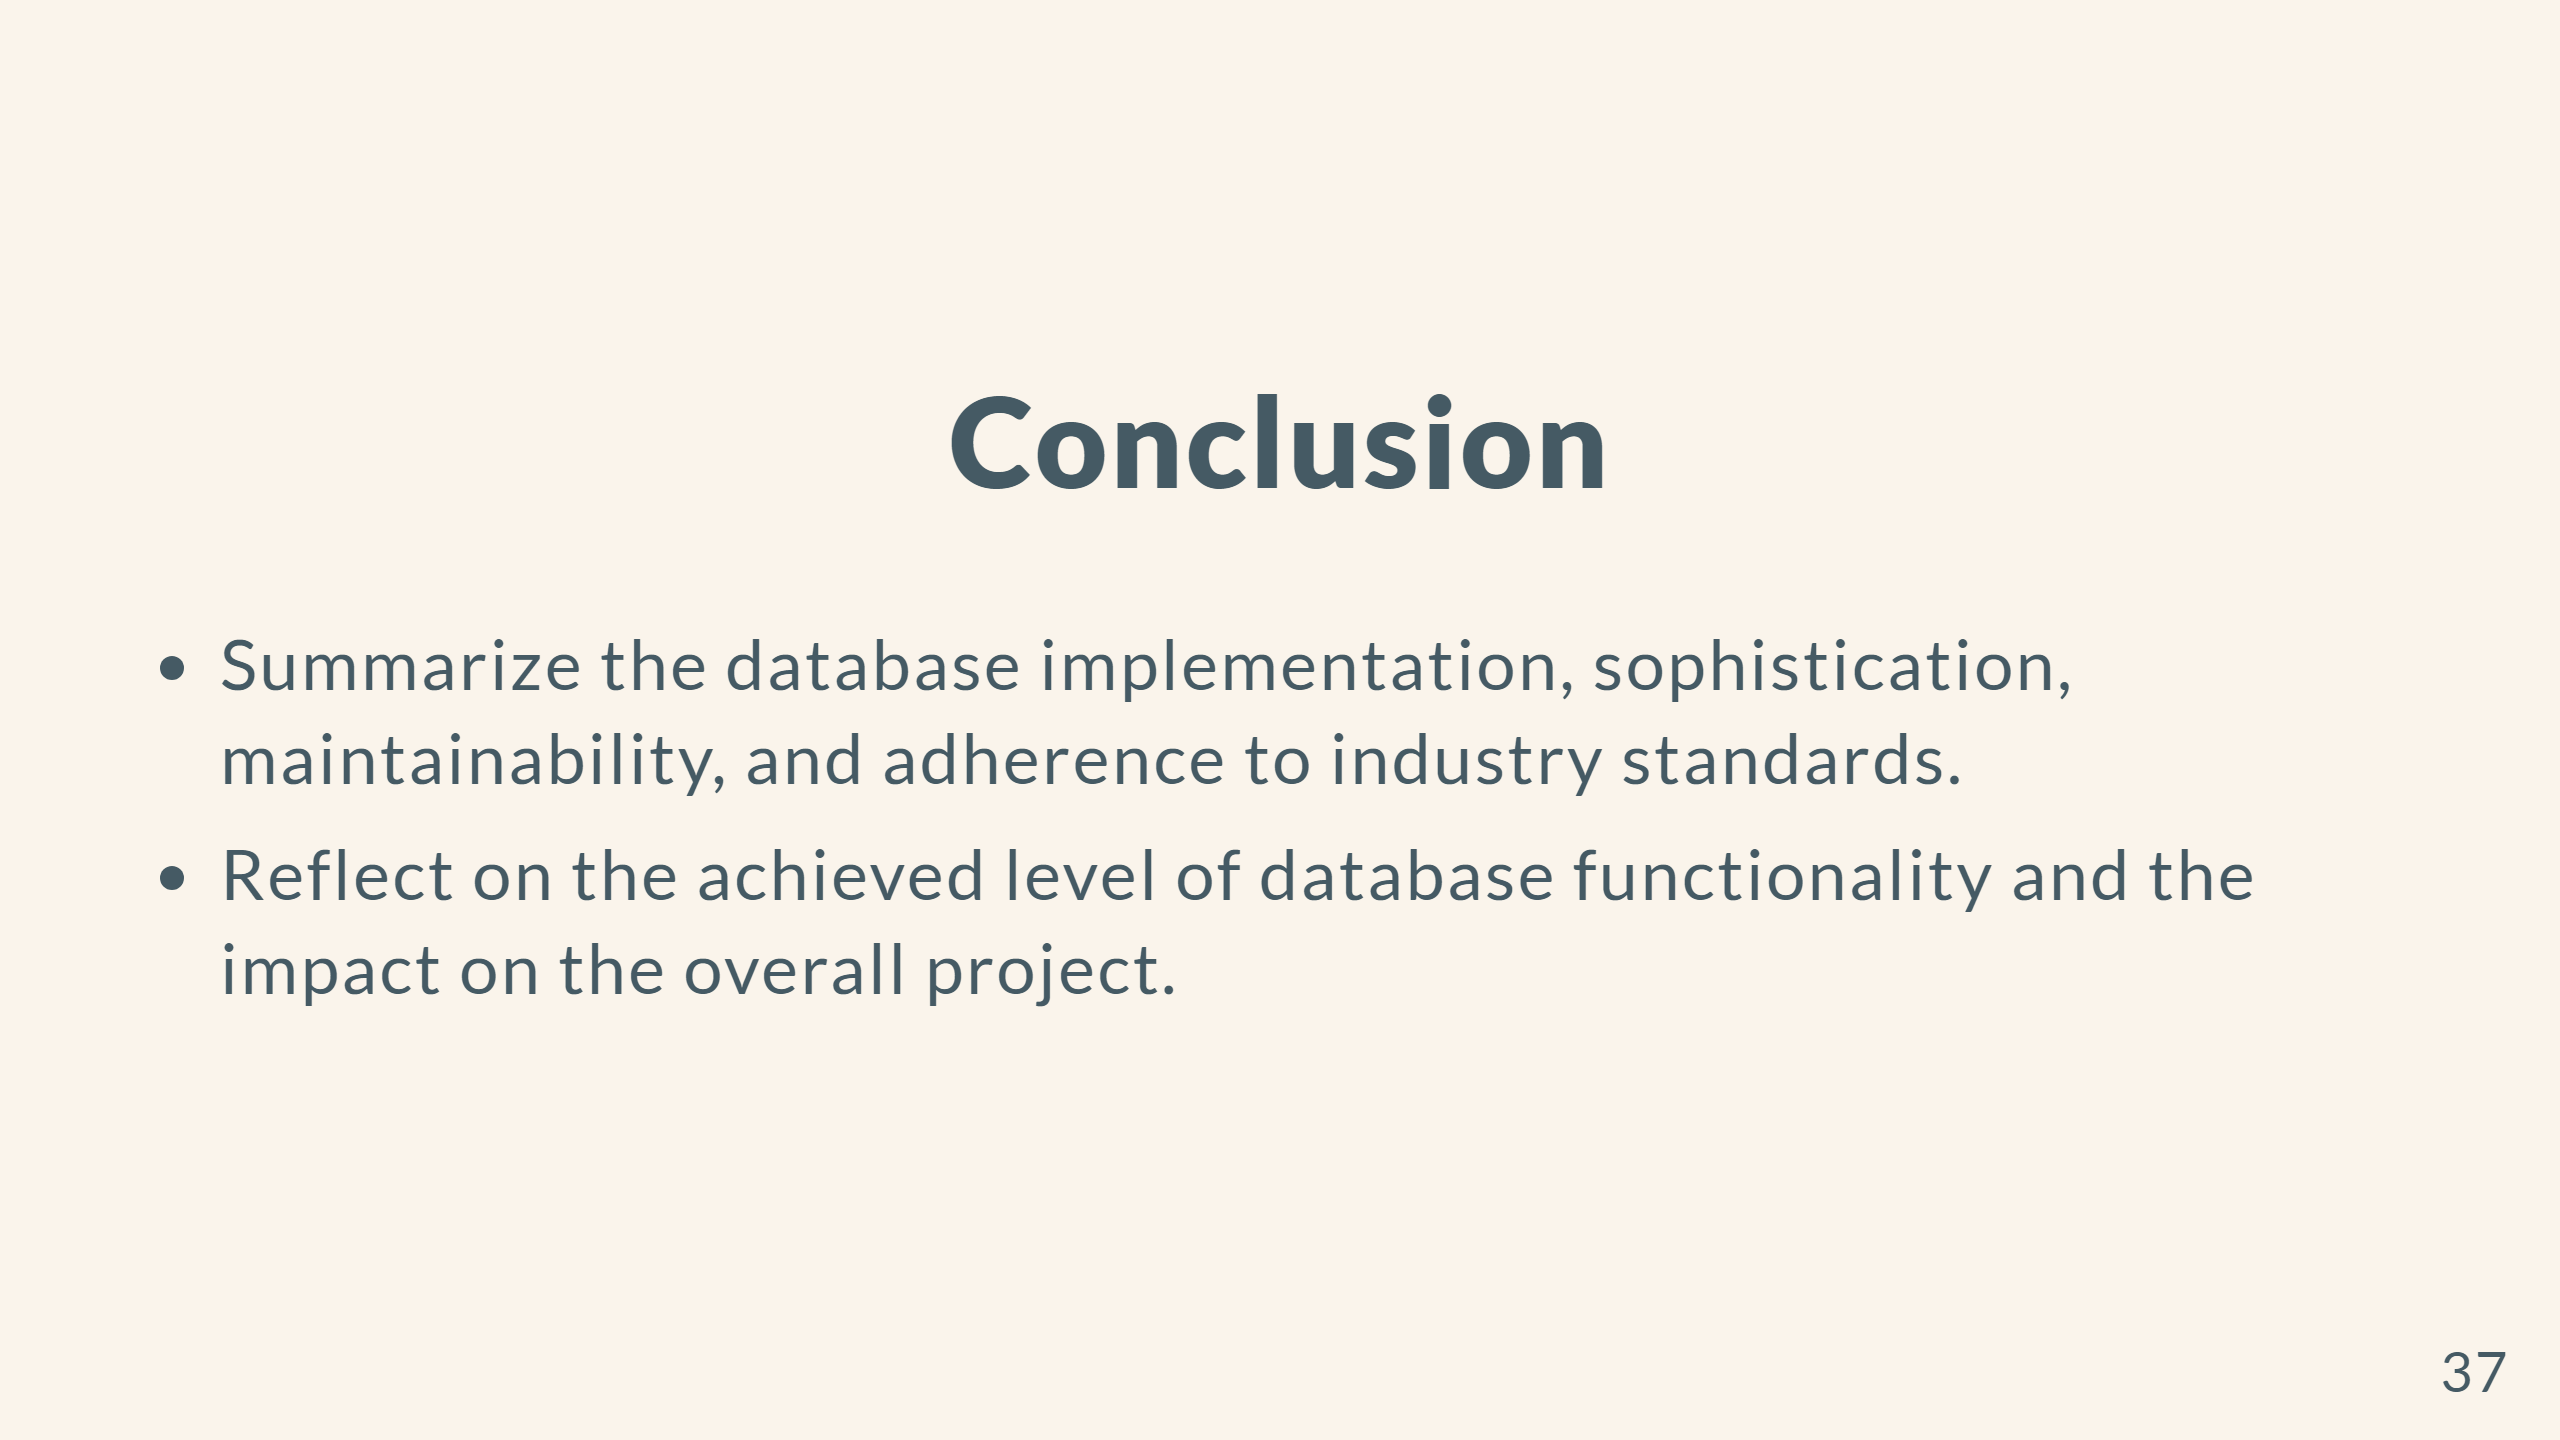 Conclusion
• Summarize the database implementation, sophistication,
maintainability, and adherence to industry standards.
• Reflect on the achieved level of database functionality and the
impact on the overall project.
37